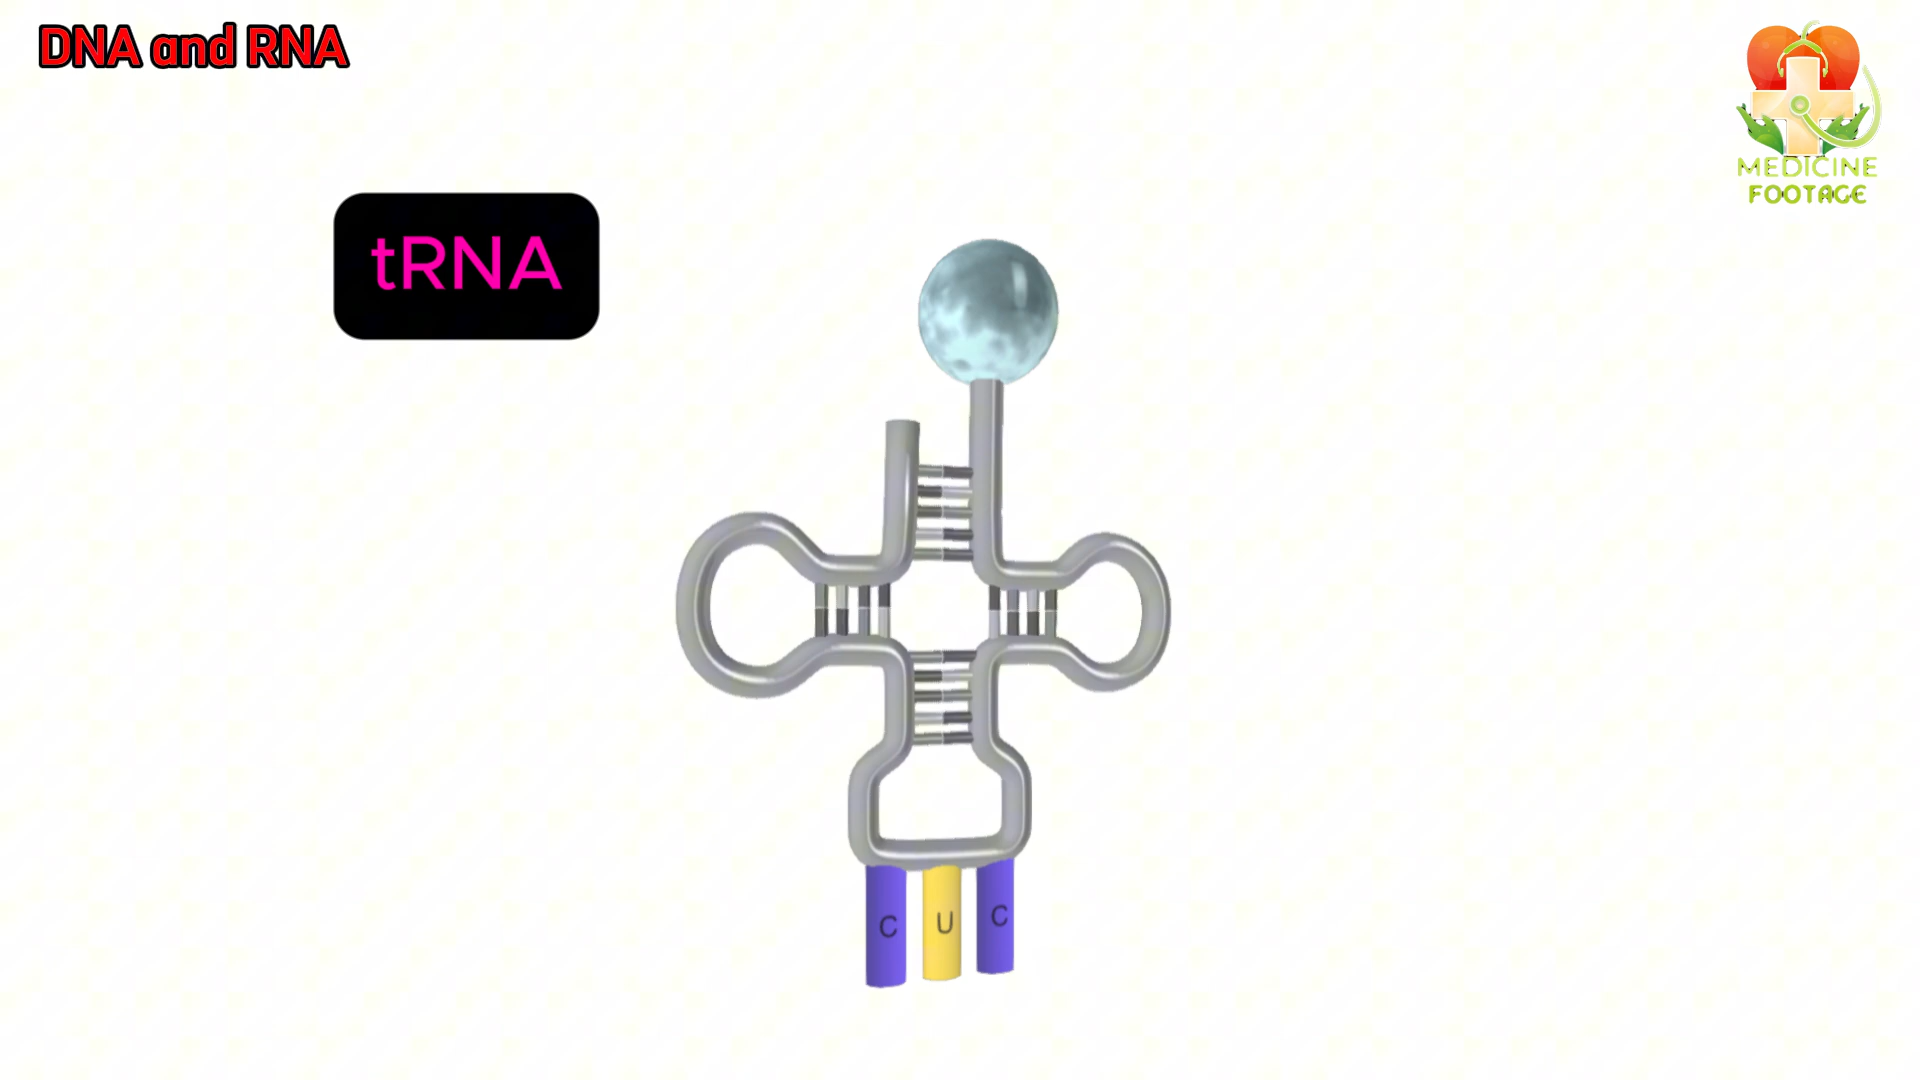 DNA and RNA
MEDICINE
FOOTAGE
tRNA
C U C